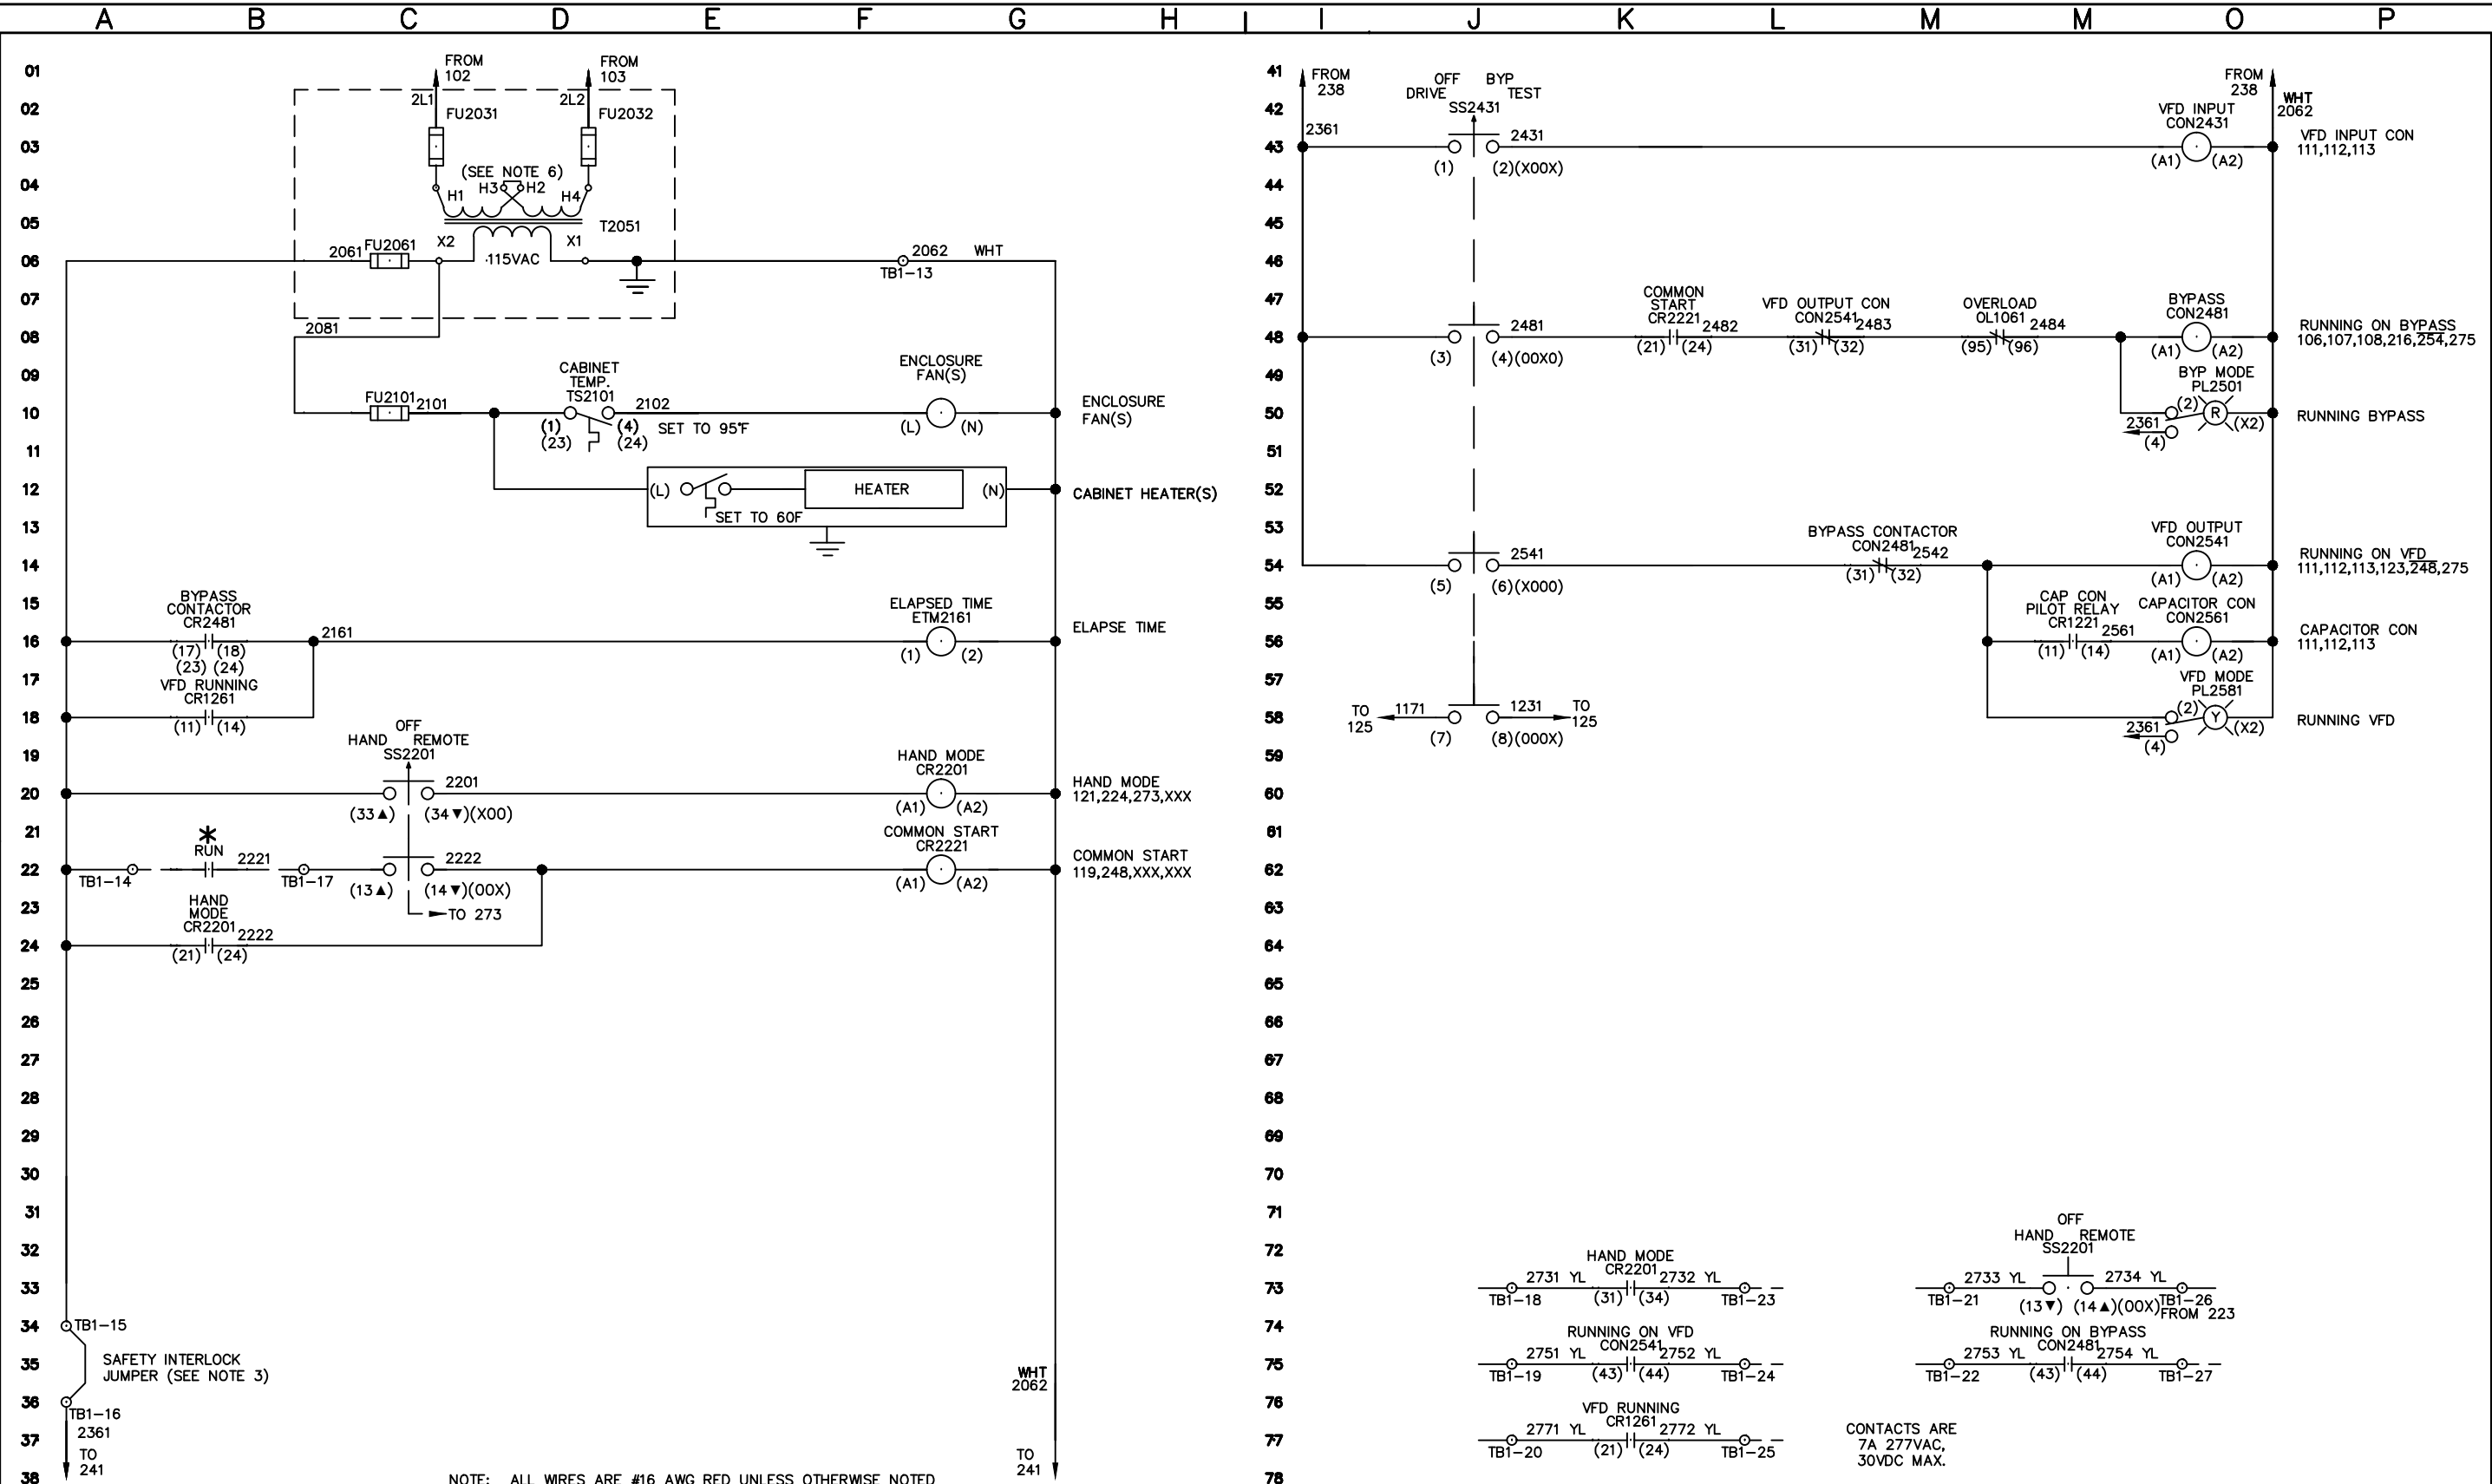 A B C D E F G H I J K L M M O P
01
FROM
102
FROM
103
2L1
2L2
02
FU2031
FU2032
03
(SEE NOTE 6)
04
H1
H3
H2
H4
05
T2051
X2
X1
06
2061
FU2061
115VAC
2062 WHT
TB1-13
07
08
2081
09
CABINET
TEMP.
TS2101
ENCLOSURE
FAN(S)
10
FU2101
2101
2102
(1)
(23)
(4)
(24)
SET TO 95°F
(L)
(N)
ENCLOSURE
FAN(S)
11
12
(L)
HEATER
(N)
CABINET HEATER(S)
SET TO 60F
13
14
15
BYPASS
CONTACTOR
CR2481
ELAPSED TIME
ETM2161
16
2161
ELAPSE TIME
(17) (18)
(23) (24)
(1)
(2)
17
VFD RUNNING
CR1261
18
(11) (14)
OFF
HAND REMOTE
SS2201
19
HAND MODE
CR2201
20
2201
(33▲)
(34▼)(X00)
(A1)
(A2)
HAND MODE
121,224,273,XXX
21
*
RUN
COMMON START
CR2221
22
TB1-14
2221
TB1-17
2222
(13▲)
(14▼)(00X)
(A1)
(A2)
COMMON START
119,248,XXX,XXX
23
TO 273
HAND
MODE
CR2201
24
2222
(21) (24)
25
26
27
28
29
30
31
32
33
34
TB1-15
35
SAFETY INTERLOCK
JUMPER (SEE NOTE 3)
WHT
2062
36
TB1-16
2361
37
TO
241
TO
241
38
NOTE: ALL WIRES ARE #16 AWG RED UNLESS OTHERWISE NOTED
41
FROM
238
OFF BYP
DRIVE TEST
SS2431
FROM
238
WHT
2062
42
VFD INPUT
CON2431
43
2361
2431
(1)
(2)(X00X)
(A1)
(A2)
VFD INPUT CON
111,112,113
44
45
46
47
COMMON
START
CR2221
VFD OUTPUT CON
CON2541
OVERLOAD
OL1061
BYPASS
CON2481
48
2481
2482
2483
2484
(3)
(4)(00X0)
(21) (24)
(31) (32)
(95) (96)
(A1)
(A2)
RUNNING ON BYPASS
106,107,108,216,254,275
49
BYP MODE
PL2501
50
(2)
R
(X2)
2361
(4)
RUNNING BYPASS
51
52
53
BYPASS CONTACTOR
CON2481
VFD OUTPUT
CON2541
54
2541
2542
(5)
(6)(X000)
(31) (32)
(A1)
(A2)
RUNNING ON VFD
111,112,113,123,248,275
55
CAP CON
PILOT RELAY
CR1221
CAPACITOR CON
CON2561
56
2561
(11) (14)
(A1)
(A2)
CAPACITOR CON
111,112,113
57
VFD MODE
PL2581
58
TO
125
1171
1231
TO
125
(7)
(8)(000X)
(2)
Y
(X2)
2361
(4)
RUNNING VFD
59
60
61
62
63
64
65
66
67
68
69
70
71
72
HAND MODE
CR2201
OFF
HAND REMOTE
SS2201
73
2731 YL
2732 YL
TB1-18
(31) (34)
TB1-23
2733 YL
2734 YL
TB1-21
(13▼) (14▲)(00X)
TB1-26
FROM 223
74
RUNNING ON VFD
CON2541
RUNNING ON BYPASS
CON2481
75
2751 YL
2752 YL
TB1-19
(43) (44)
TB1-24
2753 YL
2754 YL
TB1-22
(43) (44)
TB1-27
76
VFD RUNNING
CR1261
77
2771 YL
2772 YL
TB1-20
(21) (24)
TB1-25
CONTACTS ARE
7A 277VAC,
30VDC MAX.
78